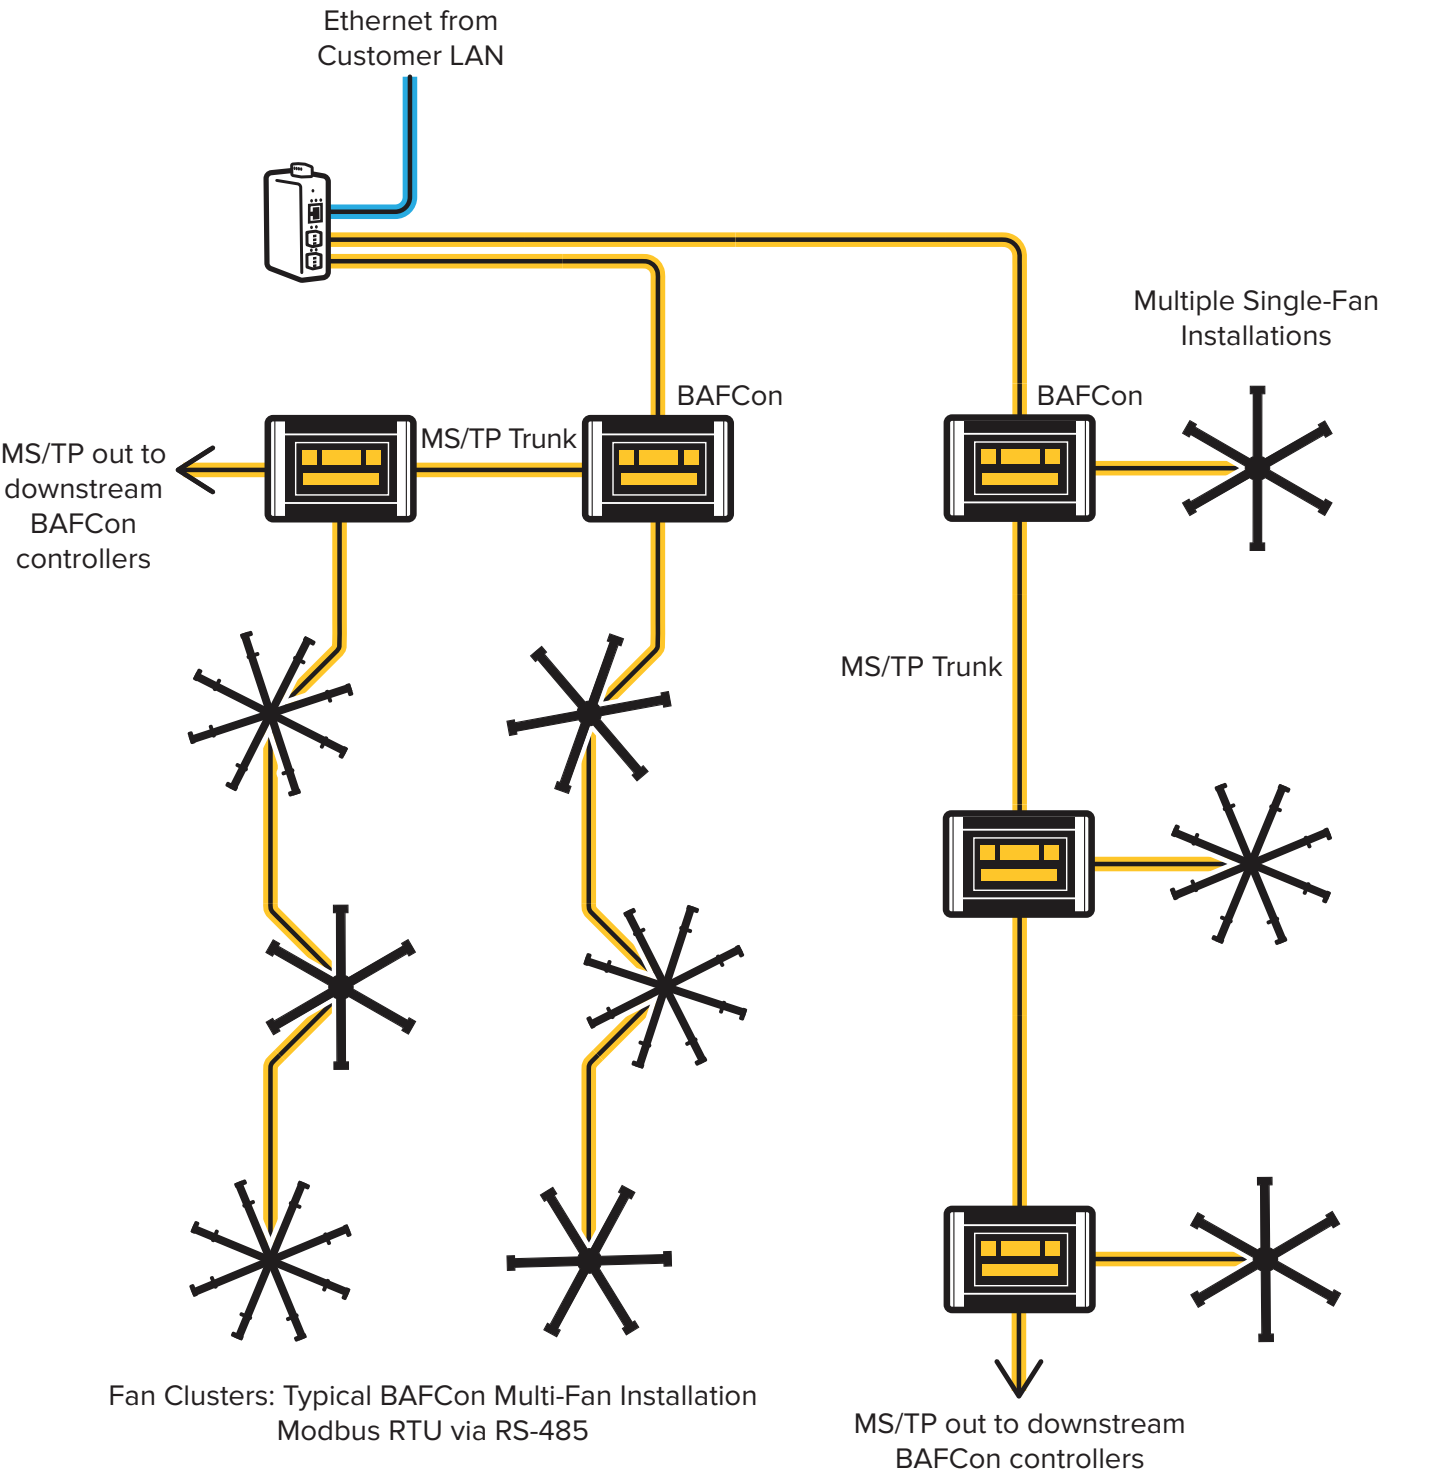 Ethernet from
Customer LAN
Multiple Single-Fan
Installations
BAFCon
BAFCon
MS/TP Trunk
MS/TP out to
downstream
BAFCon
controllers
MS/TP Trunk
Fan Clusters: Typical BAFCon Multi-Fan Installation
Modbus RTU via RS-485
MS/TP out to downstream
BAFCon controllers